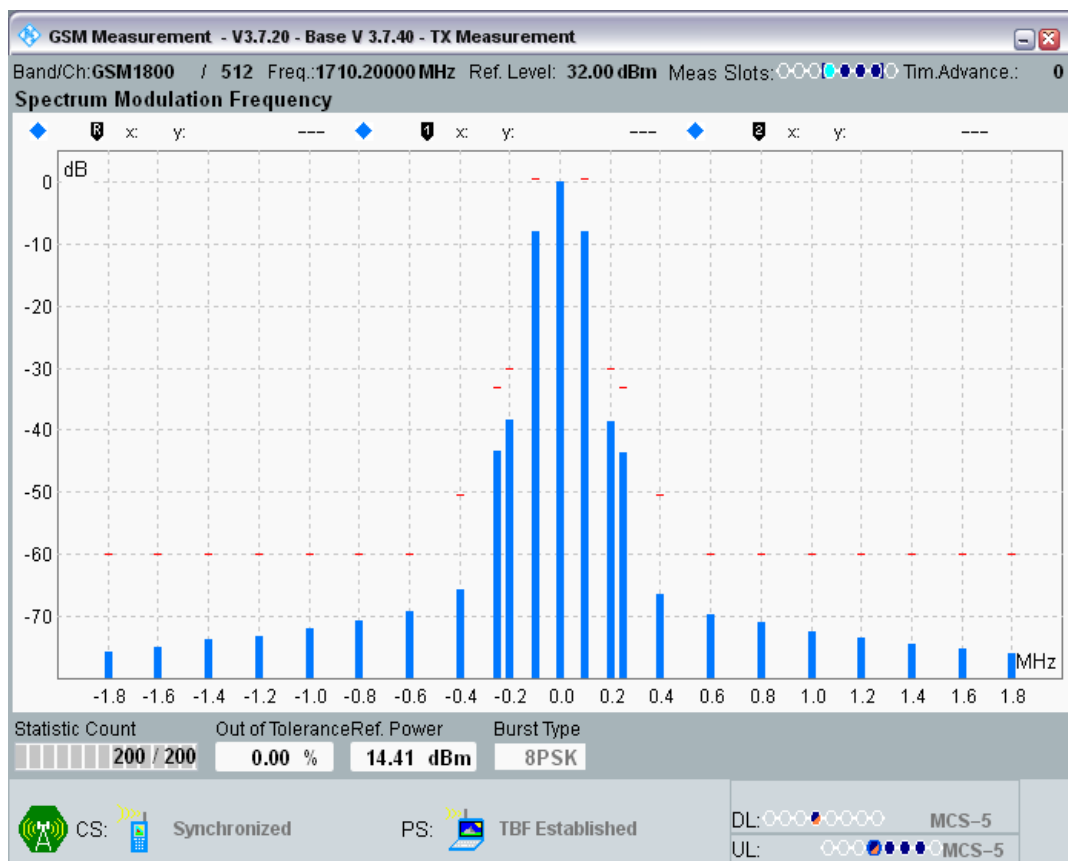 GSM Measurement - V3.7.20 - Base V 3.7.40 - TX Measurement
Band/Ch:GSM1800 / 512 Freq.:1710.20000 MHz Ref. Level: 32.00 dBm Meas Slots: Tim.Advance.: 0
Spectrum Modulation Frequency
R x: y: --- 1 x: y: --- 2 x: y: ---
dB
0
-10
-20
-30
-40
-50
-60
-70
MHz
-1.8 -1.6 -1.4 -1.2 -1.0 -0.8 -0.6 -0.4 -0.2 0.0 0.2 0.4 0.6 0.8 1.0 1.2 1.4 1.6 1.8
Statistic Count Out of Tolerance Ref. Power Burst Type
200 / 200 0.00 % 14.41 dBm 8PSK
CS: Synchronized PS: TBF Established
DL: MCS-5
UL: MCS-5